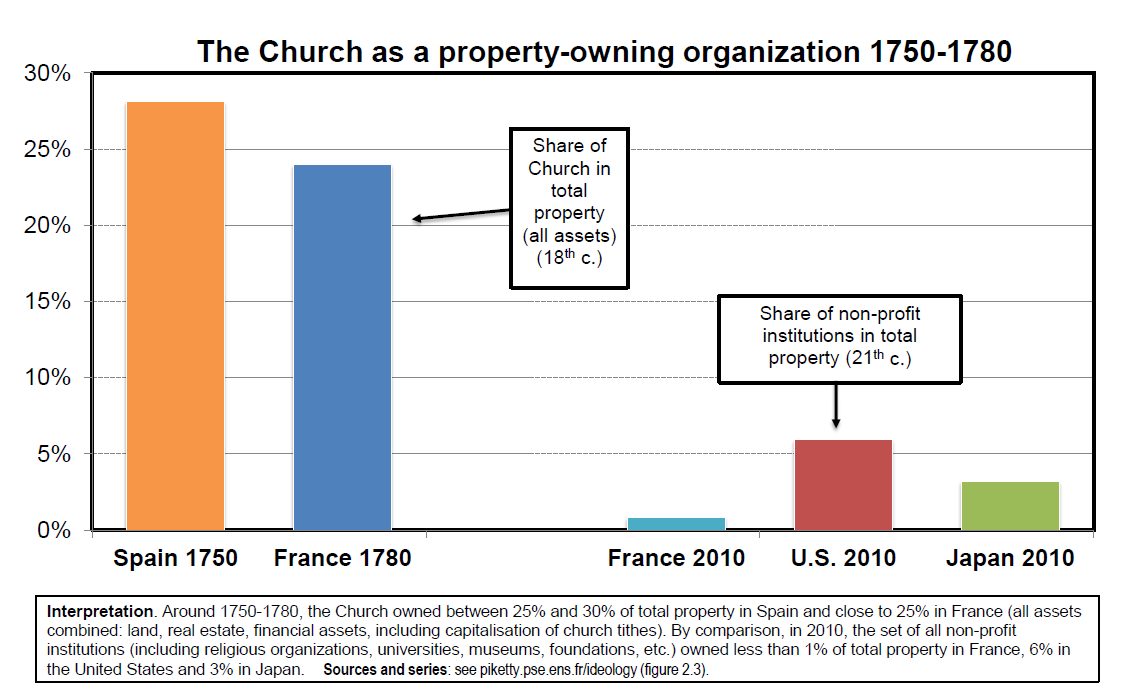 The Church as a property-owning organization 1750-1780
30%
25%
20%
15%
10%
5%
0%
Share of
Church in
total
property
(all assets)
(18th c.)
Share of non-profit
institutions in total
property (21th c.)
Spain 1750
France 1780
France 2010
U.S. 2010
Japan 2010
Interpretation. Around 1750-1780, the Church owned between 25% and 30% of total property in Spain and close to 25% in France (all assets
combined: land, real estate, financial assets, including capitalisation of church tithes). By comparison, in 2010, the set of all non-profit
institutions (including religious organizations, universities, museums, foundations, etc.) owned less than 1% of total property in France, 6% in
the United States and 3% in Japan. Sources and series: see piketty.pse.ens.fr/ideology (figure 2.3).